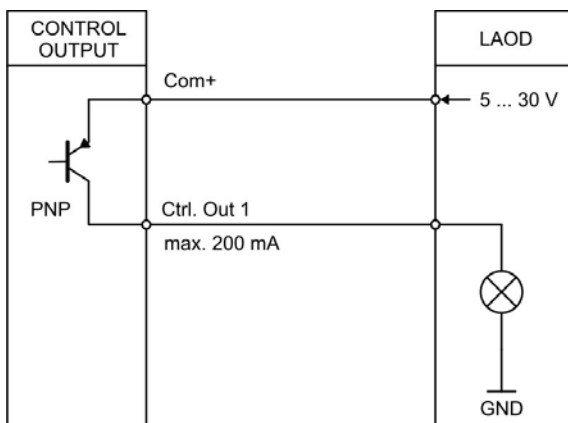 CONTROL
OUTPUT
LAOD
Com+
5 ... 30 V
PNP
Ctrl. Out 1
max. 200 mA
GND